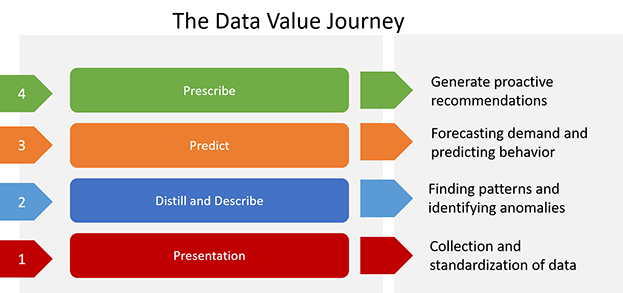 The Data Value Journey
4
Prescribe
Generate proactive
recommendations
3
Predict
Forecasting demand and
predicting behavior
2
Distill and Describe
Finding patterns and
identifying anomalies
1
Presentation
Collection and
standardization of data